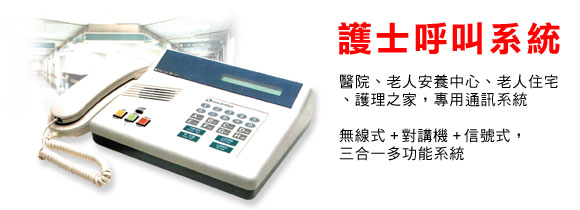 護士呼叫系統
醫院、老人安養中心、老人住宅
、護理之家，專用通訊系統
無線式+對講機+信號式，
三合一多功能系統